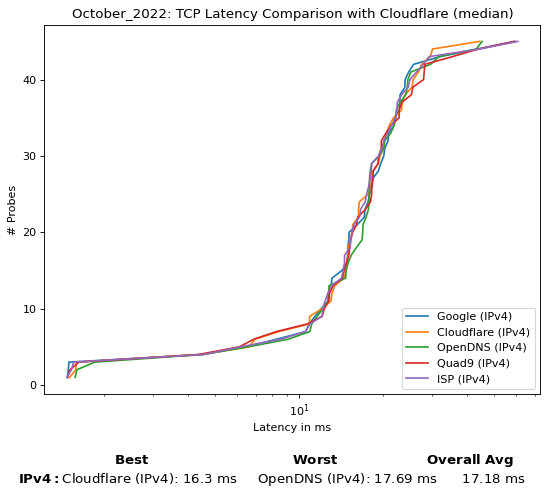 October_2022: TCP Latency Comparison with Cloudflare (median)
# Probes
40
30
20
10
0
Google (IPv4)
Cloudflare (IPv4)
OpenDNS (IPv4)
Quad9 (IPv4)
ISP (IPv4)
10¹
Latency in ms
Best Worst Overall Avg
IPv4: Cloudflare (IPv4): 16.3 ms OpenDNS (IPv4): 17.69 ms 17.18 ms